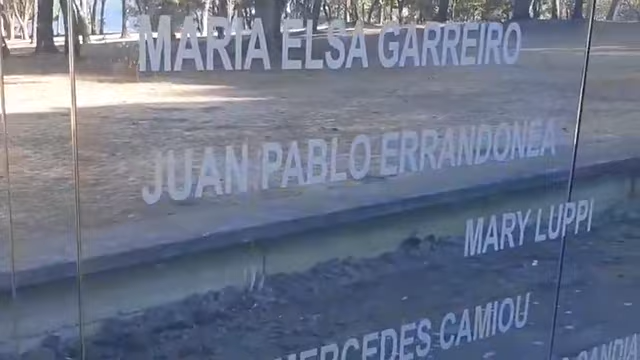 MARIA ELSA GARREIRO
JUAN PABLO ERRANDONEA
MARY LUPPI
MERCEDES CAMIOU